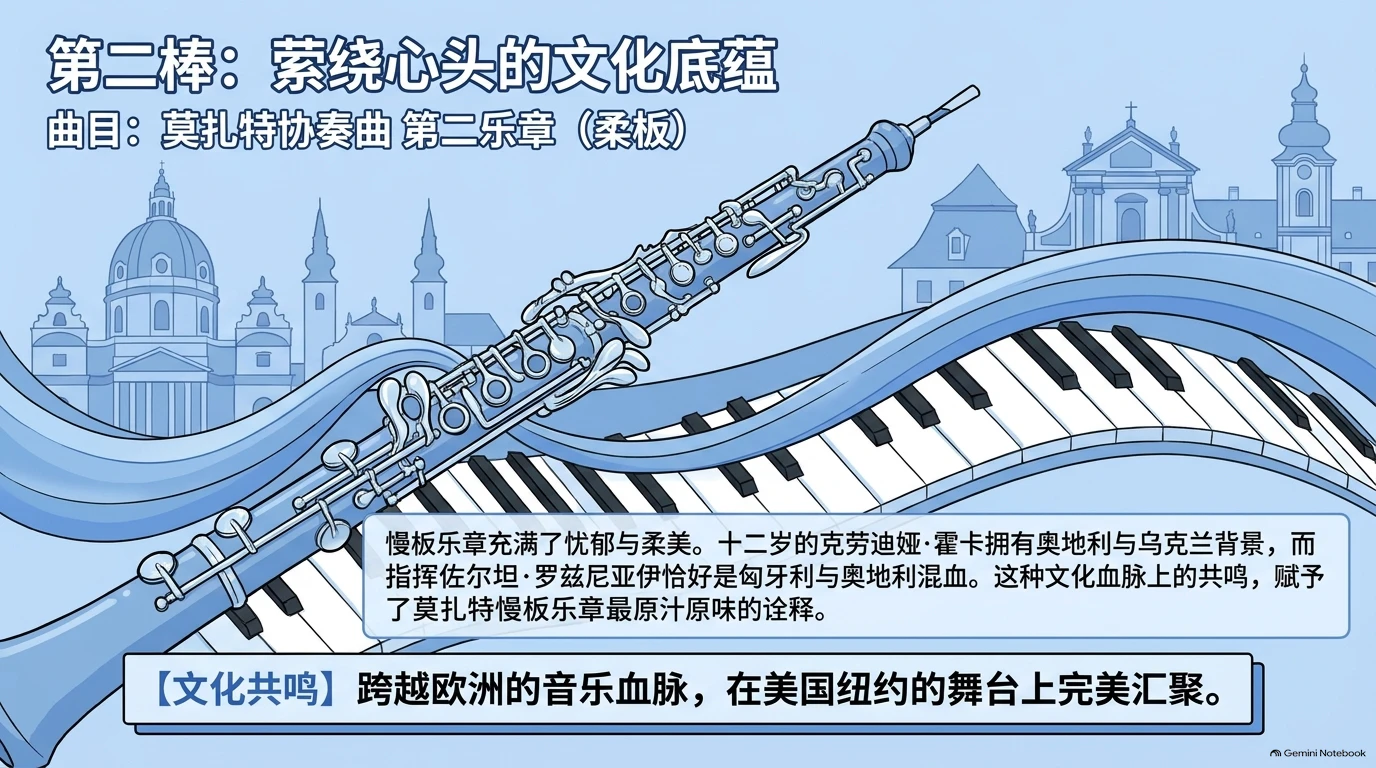 第二棒：萦绕心头的文化底蕴
曲目：莫扎特协奏曲 第二乐章（柔板）
慢板乐章充满了忧郁与柔美。十二岁的克劳迪娅·霍卡拥有奥地利与乌克兰背景，而
指挥佐尔坦·罗兹尼亚伊恰好是匈牙利与奥地利混血。这种文化血脉上的共鸣，赋予
了莫扎特慢板乐章最原汁原味的诠释。
【文化共鸣】跨越欧洲的音乐血脉，在美国纽约的舞台上完美汇聚。
Gemini Notebook